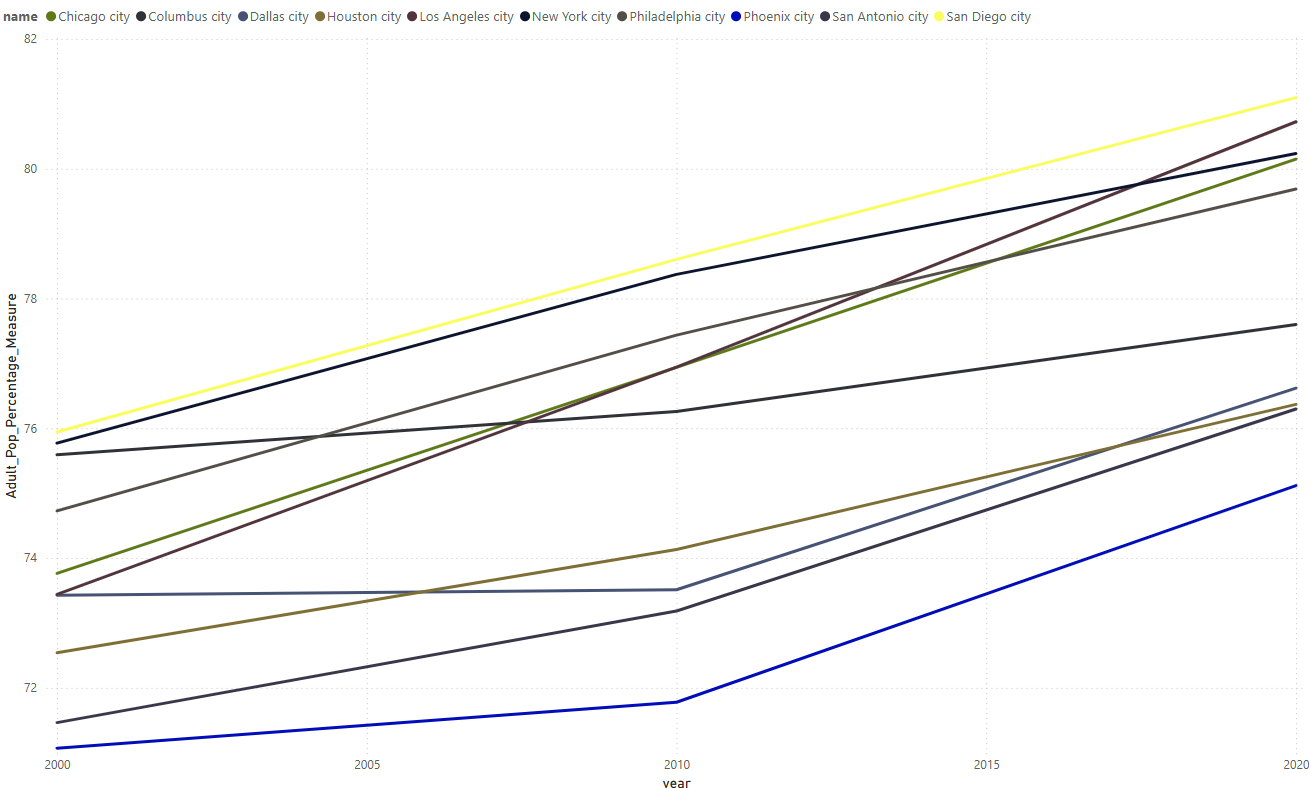 name Chicago city Columbus city Dallas city Houston city Los Angeles city New York city Philadelphia city Phoenix city San Antonio city San Diego city
82
80
78
76
74
72
Adult_Pop_Percentage_Measure
2000 2005 2010 2015 2020
year